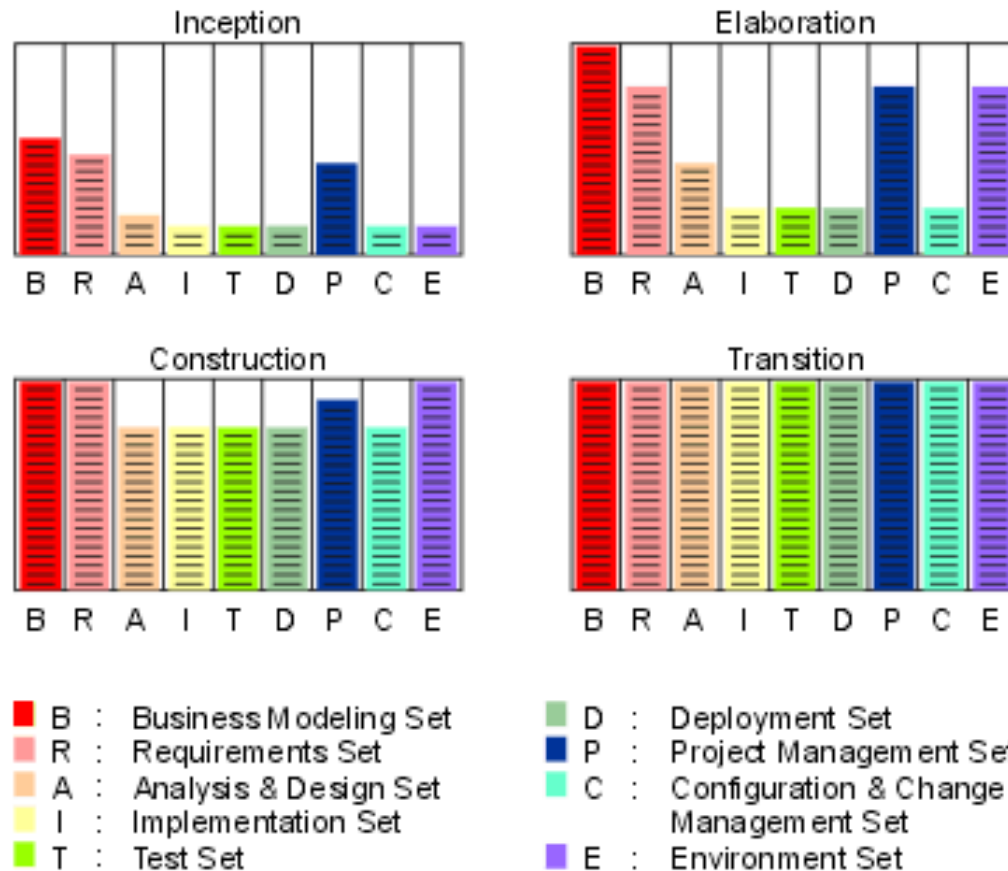 Inception
B R A I T D P C E
Elaboration
B R A I T D P C E
Construction
B R A I T D P C E
Transition
B R A I T D P C E
B : Business Modeling Set
R : Requirements Set
A : Analysis & Design Set
I : Implementation Set
T : Test Set
D : Deployment Set
P : Project Management Set
C : Configuration & Change
Management Set
E : Environment Set